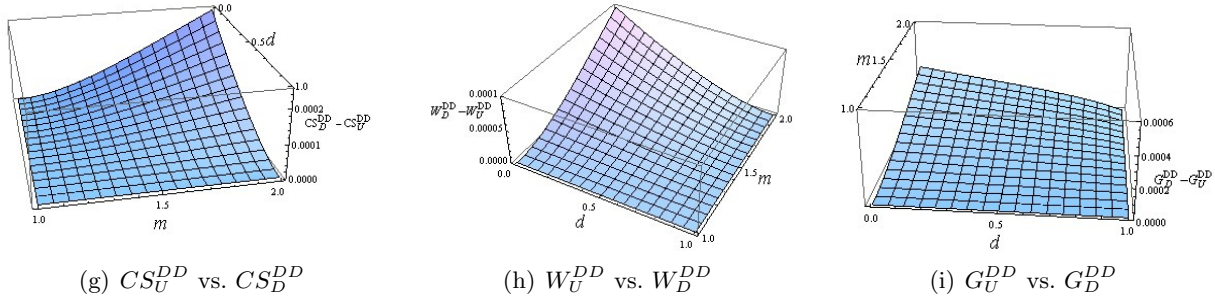 0.0
0.5
d
1.0
0.0002
CS_D^DD − CS_U^DD
0.0001
0.0000
2.0
1.5
1.0
m
0.0001
W_D^DD − W_U^DD
0.00005
0.0000
0.0
0.5
d
1.0
1.0
1.5
m
2.0
2.0
m
1.5
1.0
0.0006
0.0004
G_D^DD − G_U^DD
0.0002
0.0000
0.0
0.5
1.0
d
(g) CS_U^DD vs. CS_D^DD
(h) W_U^DD vs. W_D^DD
(i) G_U^DD vs. G_D^DD